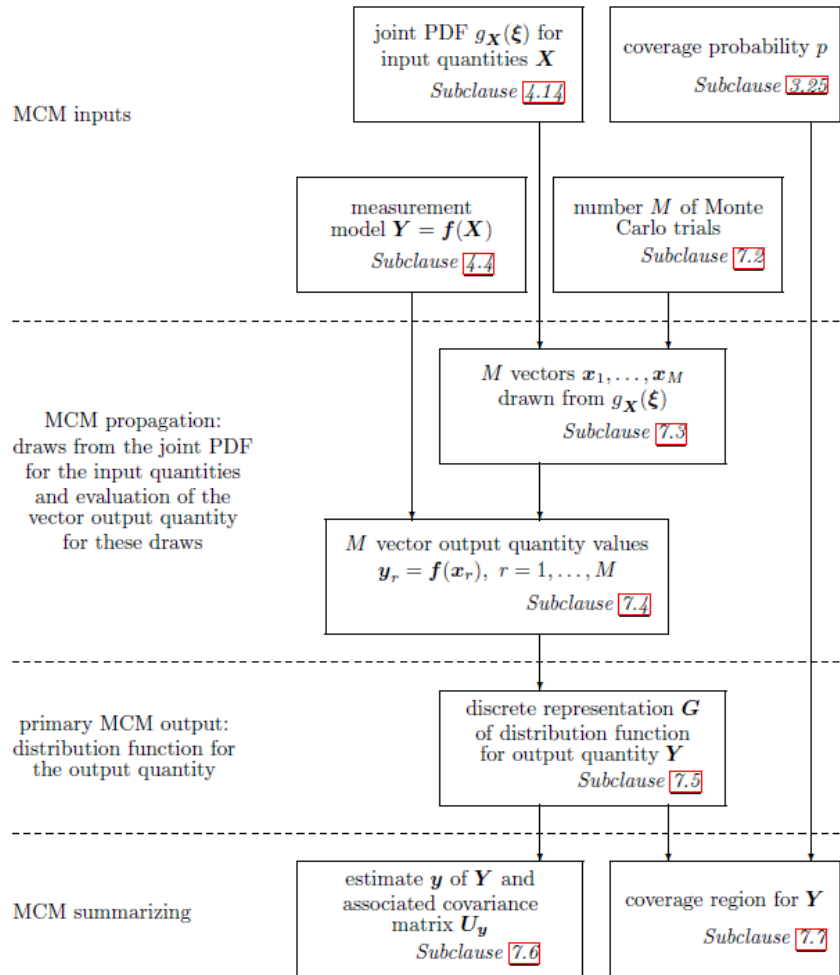 joint PDF g_X(ξ) for
input quantities X
Subclause 4.14
coverage probability p
Subclause 3.25
MCM inputs
measurement
model Y = f(X)
Subclause 4.4
number M of Monte
Carlo trials
Subclause 7.2
M vectors x₁, . . . , x_M
drawn from g_X(ξ)
Subclause 7.3
MCM propagation:
draws from the joint PDF
for the input quantities
and evaluation of the
vector output quantity
for these draws
M vector output quantity values
y_r = f(x_r), r = 1, . . . , M
Subclause 7.4
primary MCM output:
distribution function for
the output quantity
discrete representation G
of distribution function
for output quantity Y
Subclause 7.5
MCM summarizing
estimate y of Y and
associated covariance
matrix U_y
Subclause 7.6
coverage region for Y
Subclause 7.7